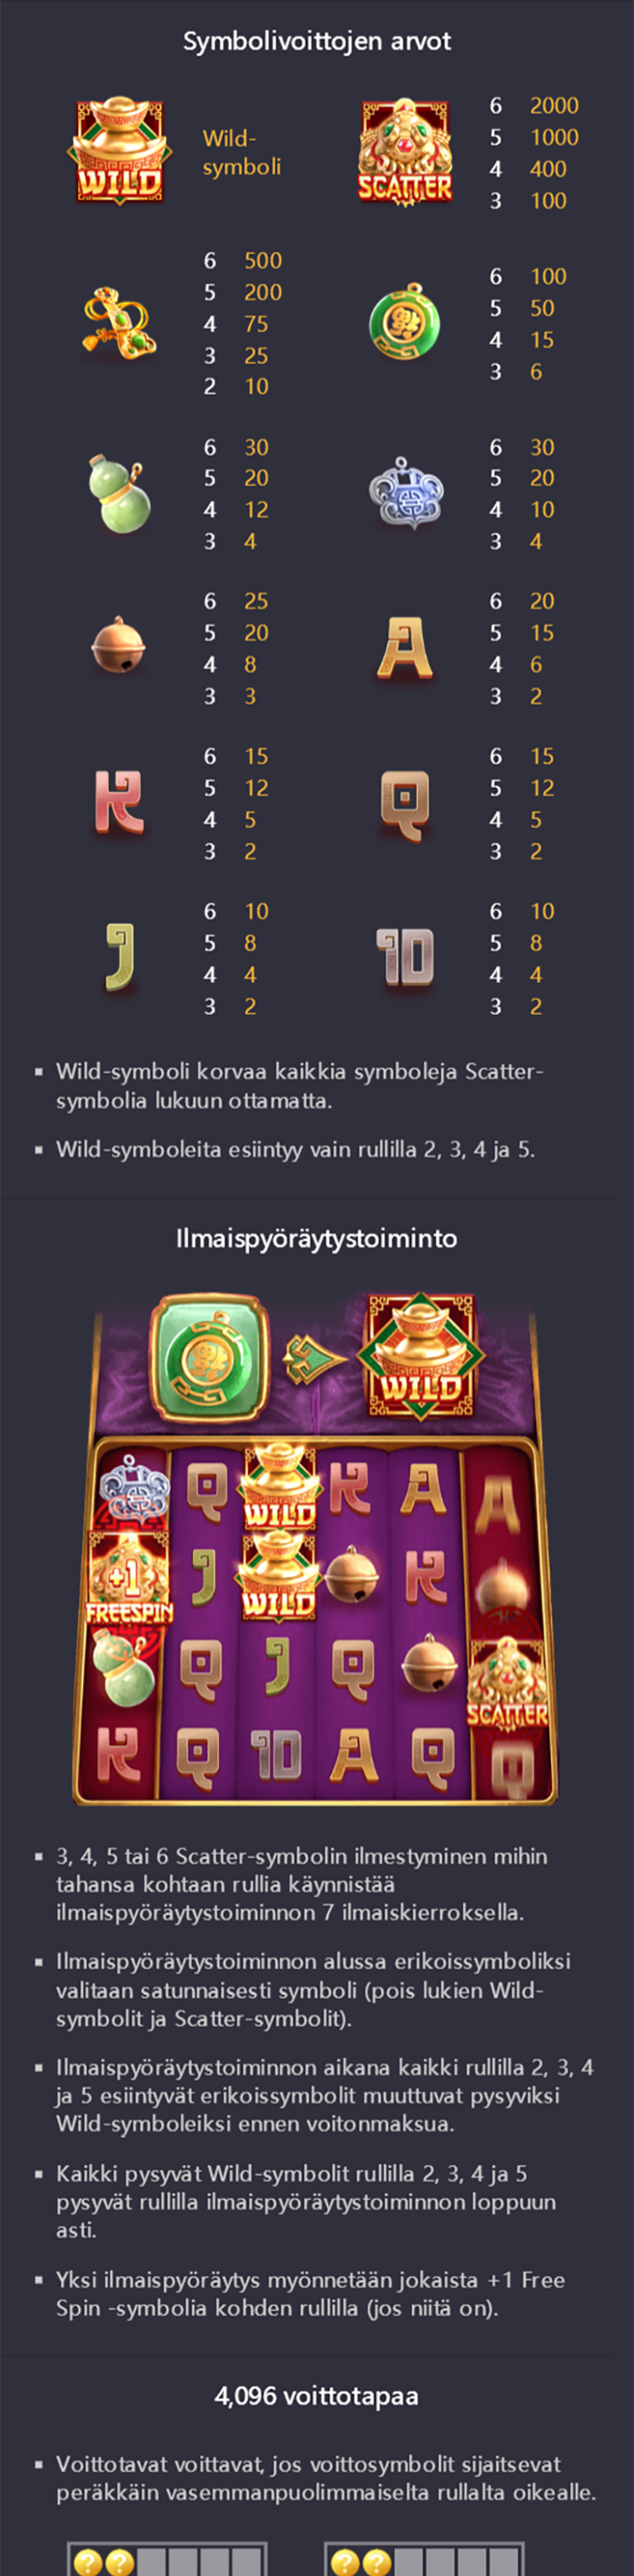 Symbolivoittojen arvot
WILD
Wild-
symboli
SCATTER
6 2000
5 1000
4 400
3 100
6 500
5 200
4 75
3 25
2 10
6 100
5 50
4 15
3 6
6 30
5 20
4 12
3 4
6 30
5 20
4 10
3 4
6 25
5 20
4 8
3 3
A
6 20
5 15
4 6
3 2
K
6 15
5 12
4 5
3 2
Q
6 15
5 12
4 5
3 2
J
6 10
5 8
4 4
3 2
10
6 10
5 8
4 4
3 2
▪ Wild-symboli korvaa kaikkia symboleja Scatter-
symbolia lukuun ottamatta.
▪ Wild-symboleita esiintyy vain rullilla 2, 3, 4 ja 5.
Ilmaispyöräytystoiminto
WILD
Q WILD K A A
+1
FREESPIN
J WILD K
Q J Q
SCATTER
K Q 10 A Q Q
▪ 3, 4, 5 tai 6 Scatter-symbolin ilmestyminen mihin
tahansa kohtaan rullia käynnistää
ilmaispyöräytystoiminnon 7 ilmaiskierroksella.
▪ Ilmaispyöräytystoiminnon alussa erikoissymboliksi
valitaan satunnaisesti symboli (pois lukien Wild-
symbolit ja Scatter-symbolit).
▪ Ilmaispyöräytystoiminnon aikana kaikki rullilla 2, 3, 4
ja 5 esiintyvät erikoissymbolit muuttuvat pysyviksi
Wild-symboleiksi ennen voitonmaksua.
▪ Kaikki pysyvät Wild-symbolit rullilla 2, 3, 4 ja 5
pysyvät rullilla ilmaispyöräytystoiminnon loppuun
asti.
▪ Yksi ilmaispyöräytys myönnetään jokaista +1 Free
Spin -symbolia kohden rullilla (jos niitä on).
4,096 voittotapaa
▪ Voittotavat voittavat, jos voittosymbolit sijaitsevat
peräkkäin vasemmanpuolimmaiselta rullalta oikealle.
? ? ? ?